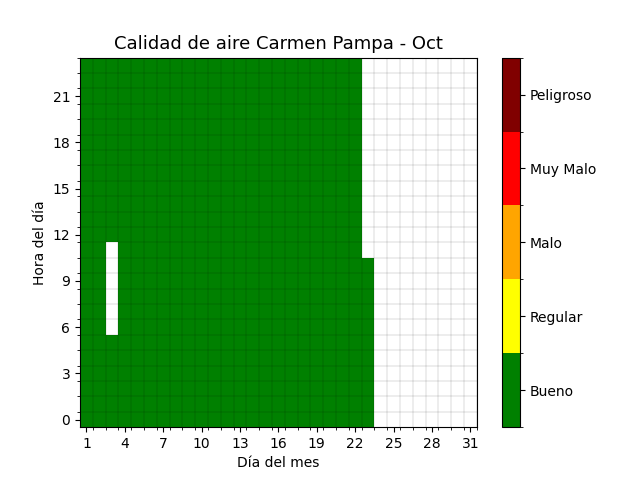 Calidad de aire Carmen Pampa - Oct
Hora del día
21
18
15
12
9
6
3
0
1 4 7 10 13 16 19 22 25 28 31
Día del mes
Peligroso
Muy Malo
Malo
Regular
Bueno